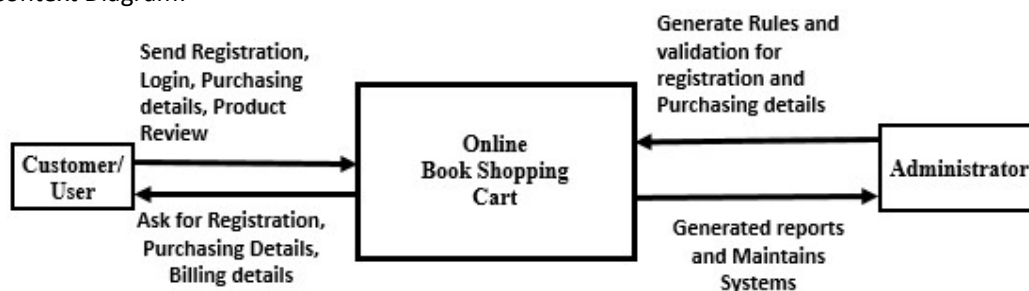 Content Diagram:
Send Registration,
Login, Purchasing
details, Product
Review
Customer/
User
Ask for Registration,
Purchasing Details,
Billing details
Online
Book Shopping
Cart
Generate Rules and
validation for
registration and
Purchasing details
Administrator
Generated reports
and Maintains
Systems